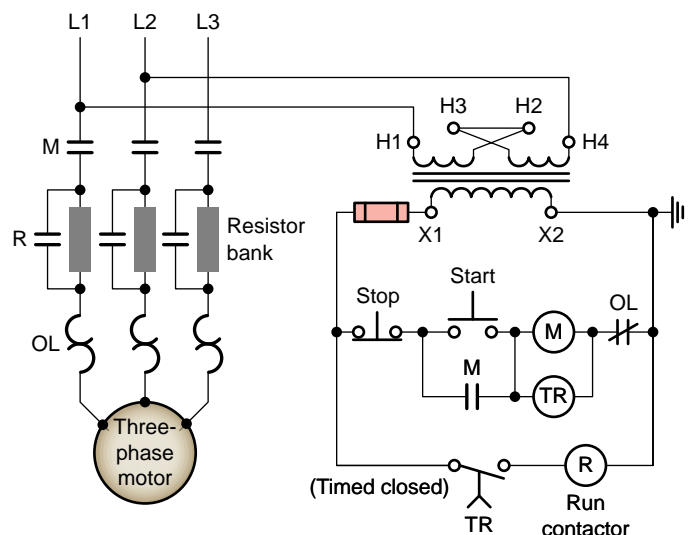 L1 L2 L3
H3 H2
H1 H4
M
X1 X2
R
Resistor
bank
Stop
Start
OL
M
OL
M
TR
Three-
phase
motor
(Timed closed)
TR
R
Run
contactor